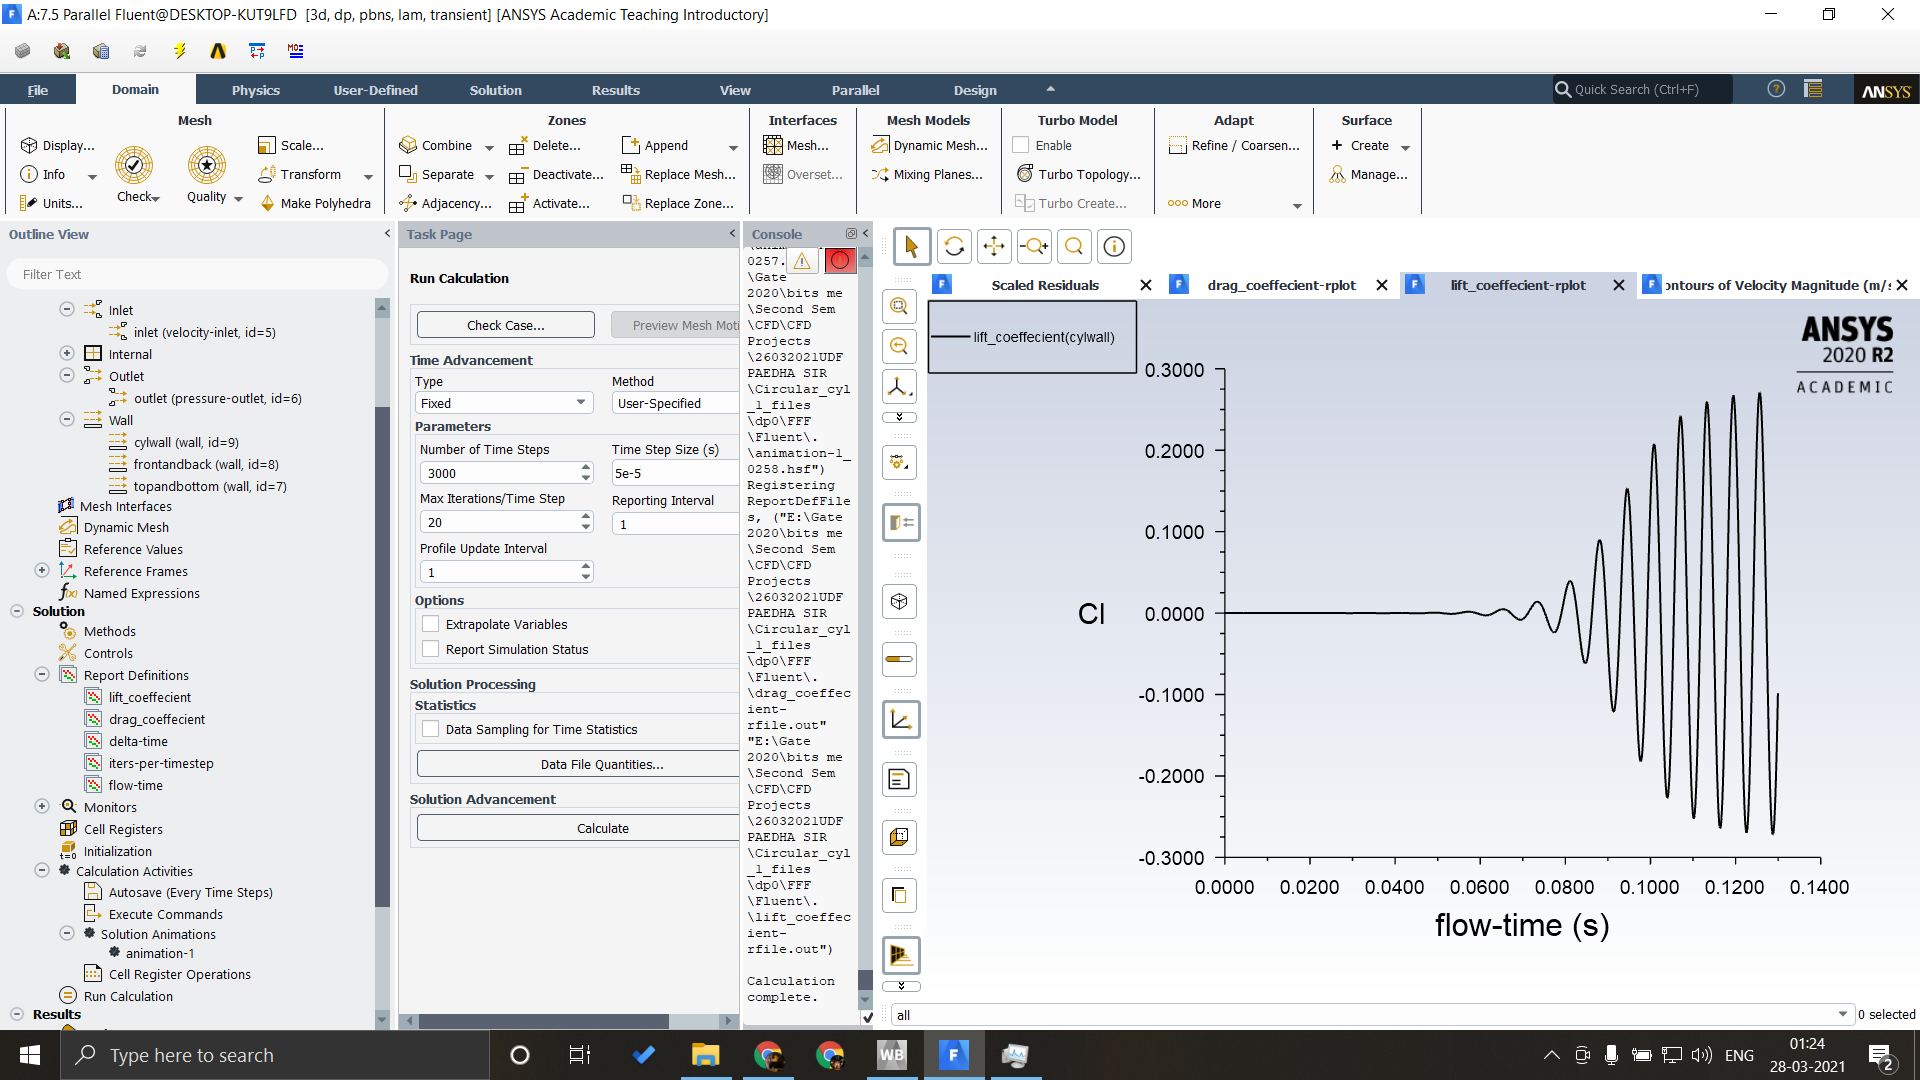 A:7.5 Parallel Fluent@DESKTOP-KUT9LFD [3d, dp, pbns, lam, transient] [ANSYS Academic Teaching Introductory]
File
Domain
Physics
User-Defined
Solution
Results
View
Parallel
Design
Quick Search (Ctrl+F)
ANSYS
Mesh
Display...
Info
Units...
Check
Quality
Scale...
Transform
Make Polyhedra
Zones
Combine
Separate
Adjacency...
Delete...
Deactivate...
Activate...
Append
Replace Mesh...
Replace Zone...
Interfaces
Mesh...
Overset...
Mesh Models
Dynamic Mesh...
Mixing Planes...
Turbo Model
Enable
Turbo Topology...
Turbo Create...
Adapt
Refine / Coarsen...
More
Surface
+ Create
Manage...
Outline View
Filter Text
Inlet
inlet (velocity-inlet, id=5)
Internal
Outlet
outlet (pressure-outlet, id=6)
Wall
cylwall (wall, id=9)
frontandback (wall, id=8)
topandbottom (wall, id=7)
Mesh Interfaces
Dynamic Mesh
Reference Values
Reference Frames
Named Expressions
Solution
Methods
Controls
Report Definitions
lift_coeffecient
drag_coeffecient
delta-time
iters-per-timestep
flow-time
Monitors
Cell Registers
Initialization
Calculation Activities
Autosave (Every Time Steps)
Execute Commands
Solution Animations
animation-1
Cell Register Operations
Run Calculation
Results
Task Page
Run Calculation
Check Case...
Preview Mesh Moti
Time Advancement
Type
Method
Fixed
User-Specified
Parameters
Number of Time Steps
Time Step Size (s)
3000
5e-5
Max Iterations/Time Step
Reporting Interval
20
1
Profile Update Interval
1
Options
Extrapolate Variables
Report Simulation Status
Solution Processing
Statistics
Data Sampling for Time Statistics
Data File Quantities...
Solution Advancement
Calculate
Console
0257.
\Gate
2020\bits me
\Second Sem
\CFD\CFD
Projects
\26032021UDF
PAEDHA SIR
\Circular_cyl
_1_files
\dp0\FFF
\Fluent\.
\animation-1_
0258.hsf")
Registering
ReportDefFile
s, ("E:\Gate
2020\bits me
\Second Sem
\CFD\CFD
Projects
\26032021UDF
PAEDHA SIR
\Circular_cyl
_1_files
\dp0\FFF
\Fluent\.
\drag_coeffec
ient-
rfile.out"
"E:\Gate
2020\bits me
\Second Sem
\CFD\CFD
Projects
\26032021UDF
PAEDHA SIR
\Circular_cyl
_1_files
\dp0\FFF
\Fluent\.
\lift_coeffec
ient-
rfile.out")
Calculation
complete.
Scaled Residuals
drag_coeffecient-rplot
lift_coeffecient-rplot
ontours of Velocity Magnitude (m/s
lift_coeffecient(cylwall)
ANSYS
2020 R2
ACADEMIC
0.3000
0.2000
0.1000
0.0000
-0.1000
-0.2000
-0.3000
Cl
0.0000 0.0200 0.0400 0.0600 0.0800 0.1000 0.1200 0.1400
flow-time (s)
all
0 selected
Type here to search
WB
F
ENG
01:24
28-03-2021
2